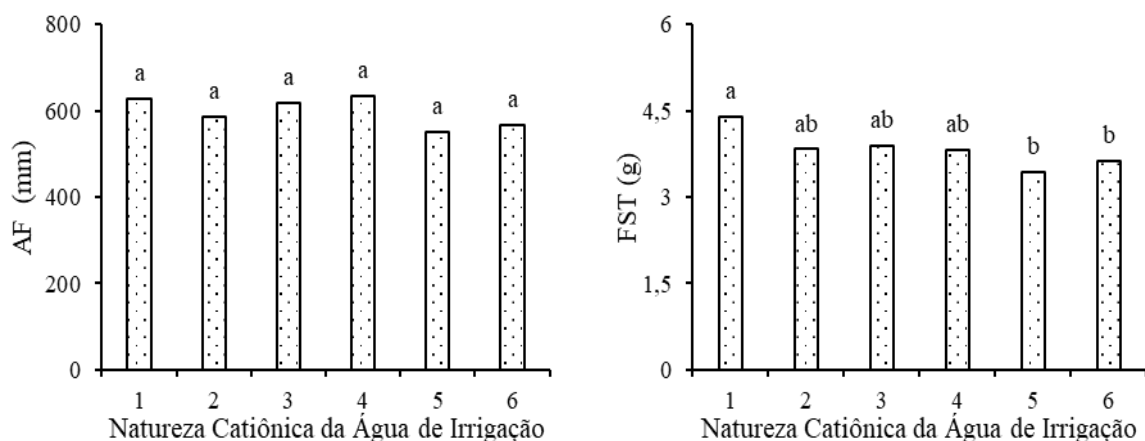 800
600
400
200
0
AF (mm)
a
a
a
a
a
a
1 2 3 4 5 6
Natureza Catiônica da Água de Irrigação
6
4,5
3
1,5
0
FST (g)
a
ab
ab
ab
b
b
1 2 3 4 5 6
Natureza Catiônica da Água de Irrigação